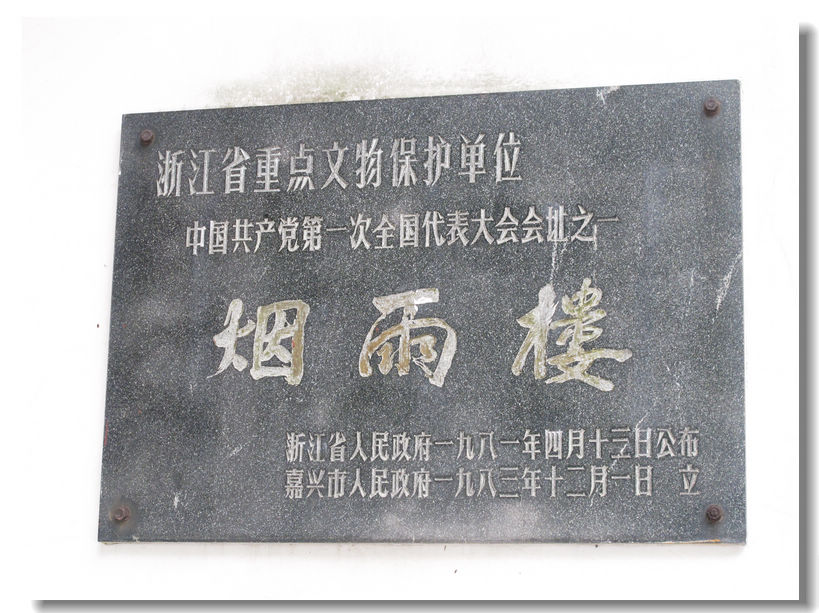 浙江省重点文物保护单位
中国共产党第一次全国代表大会会址之一
烟雨楼
浙江省人民政府一九八一年四月十三日公布
嘉兴市人民政府一九八三年十二月一日 立